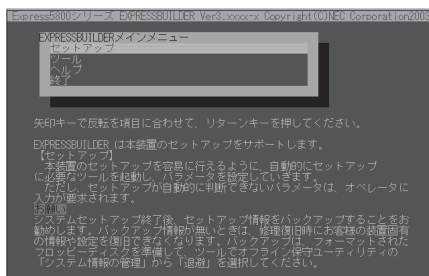 Express5800シリーズ EXPRESSBUILDER Ver3.xxxx-x Copyright(C)NEC Corporation2003
EXPRESSBUILDERメインメニュー
セットアップ
ツール
ヘルプ
終了
矢印キーで反転を項目に合わせて、リターンキーを押してください。
EXPRESSBUILDER は本装置のセットアップをサポートします。
【セットアップ】
本装置のセットアップを容易に行えるように、自動的にセットアップ
に必要なツールを起動し、パラメータを設定していきます。
ただし、セットアップが自動的に判断できないパラメータは、オペレータに
入力が要求されます。
システムセットアップ終了後、セットアップ情報をバックアップすることをお
勧めします。バックアップ情報が無いときは、修理復旧時にお客様の装置固有
の情報や設定を復旧できなくなります。バックアップは、フォーマットされた
フロッピーディスクを準備して、ツールでオフライン保守ユーティリティの
「システム情報の管理」から「退避」を選択してください。